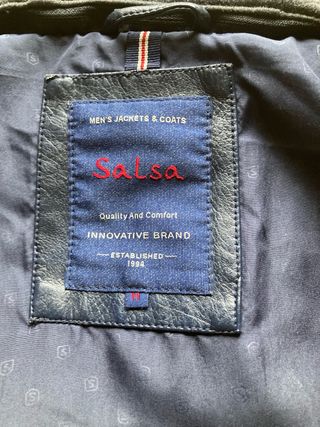 MEN'S JACKETS & COATS
Salsa
Quality And Comfort
INNOVATIVE BRAND
ESTABLISHED
1994
M